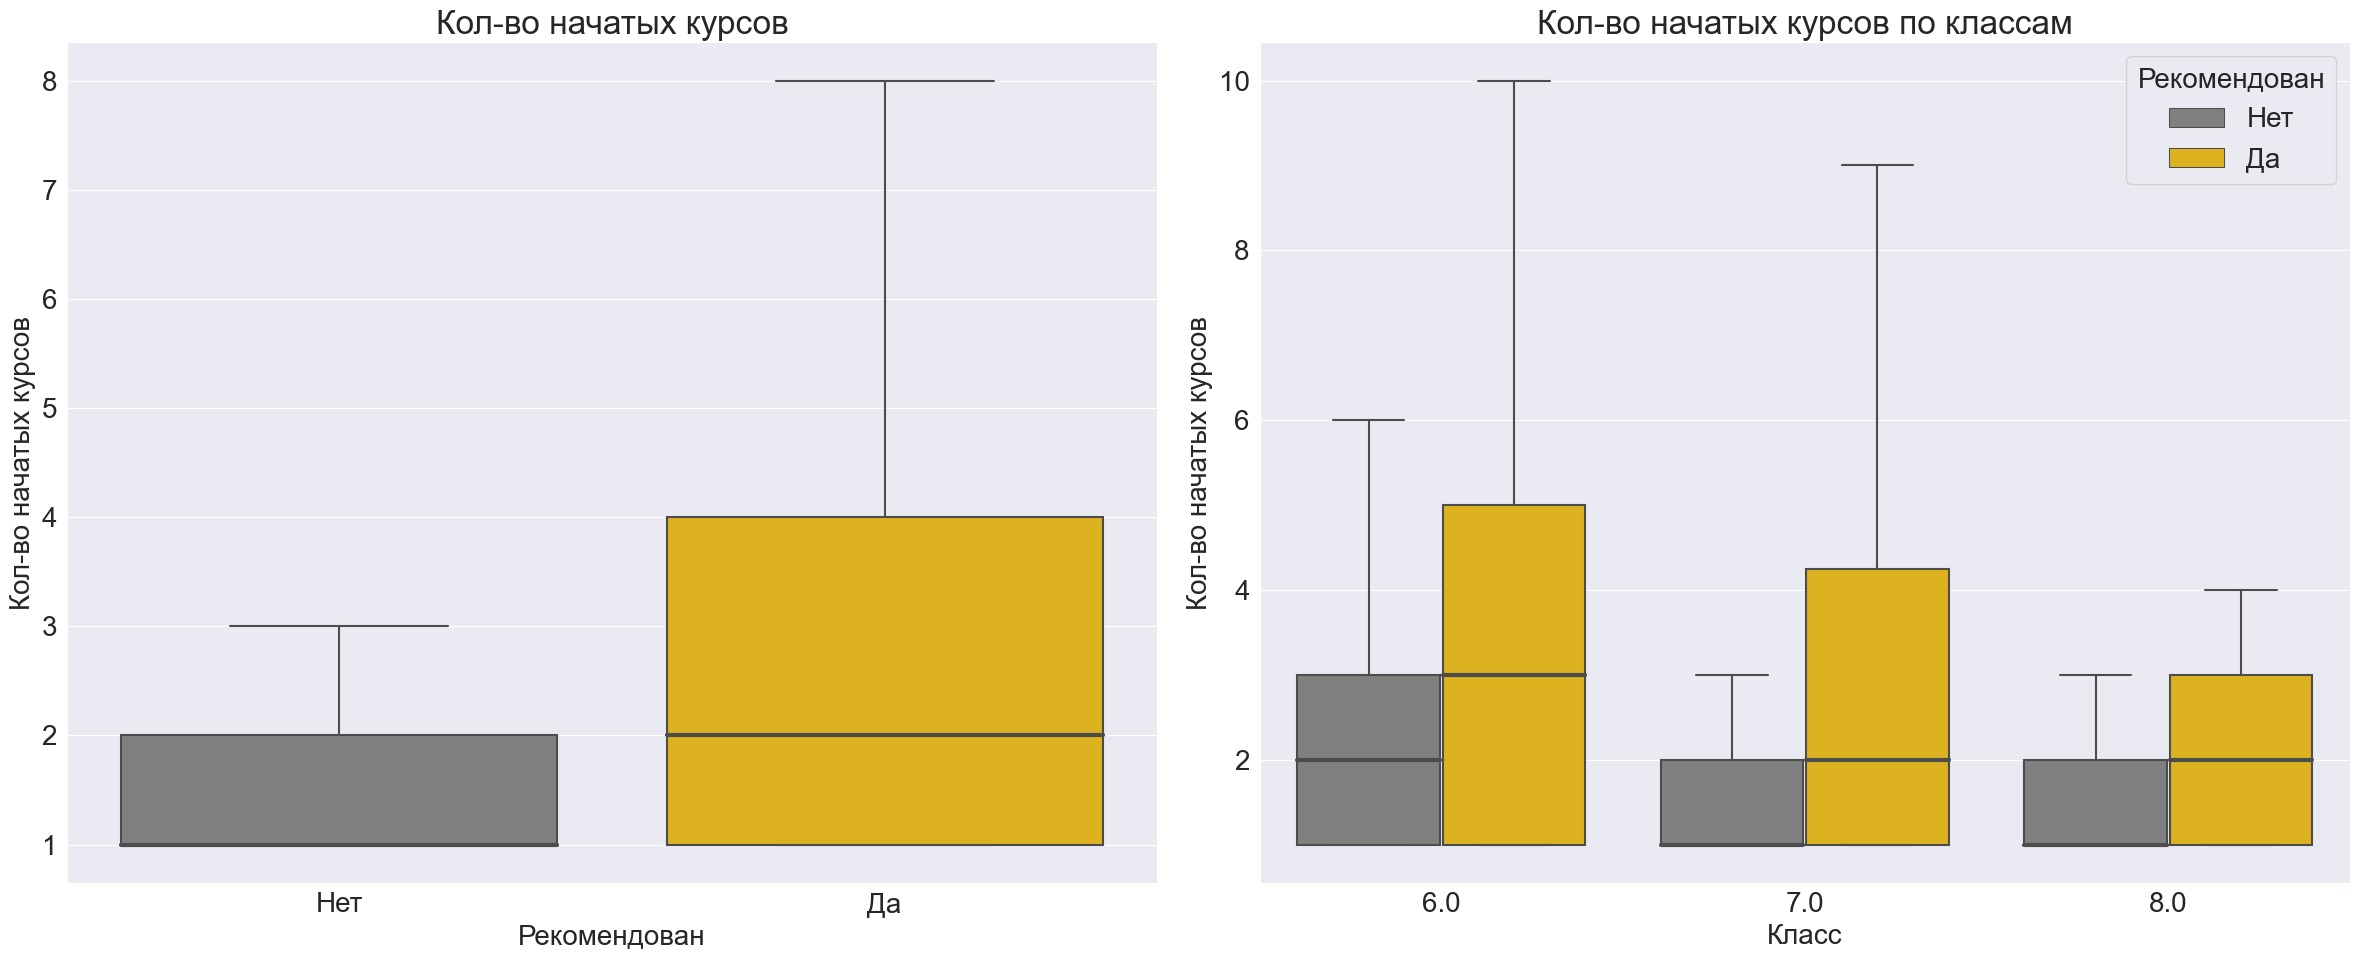 Кол-во начатых курсов
Кол-во начатых курсов
8
7
6
5
4
3
2
1
Нет
Да
Рекомендован
Кол-во начатых курсов по классам
Кол-во начатых курсов
10
8
6
4
2
Рекомендован
Нет
Да
6.0
7.0
8.0
Класс